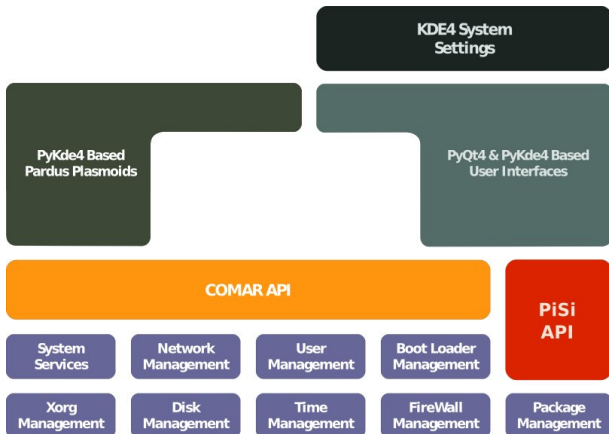 KDE4 System
Settings
PyKde4 Based
Pardus Plasmoids
PyQt4 & PyKde4 Based
User Interfaces
COMAR API
PiSi
API
System
Services
Network
Management
User
Management
Boot Loader
Management
Xorg
Management
Disk
Management
Time
Management
FireWall
Management
Package
Management